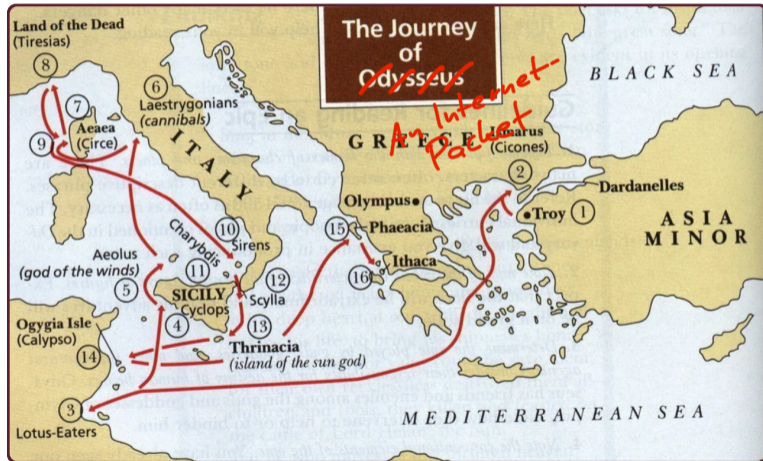 The Journey
of
Odysseus
An Internet-
Packet
Land of the Dead
(Tiresias)
8
7
Aeaea
(Circe)
9
6
Laestrygonians
(cannibals)
ITALY
GREECE
Ismarus
(Cicones)
2
BLACK SEA
Dardanelles
Troy 1
ASIA
MINOR
Olympus
15
Phaeacia
Ithaca
16
10
Sirens
Charybdis
11
12
Scylla
Aeolus
(god of the winds)
5
SICILY
Cyclops
4
13
Thrinacia
(island of the sun god)
Ogygia Isle
(Calypso)
14
3
Lotus-Eaters
MEDITERRANEAN SEA